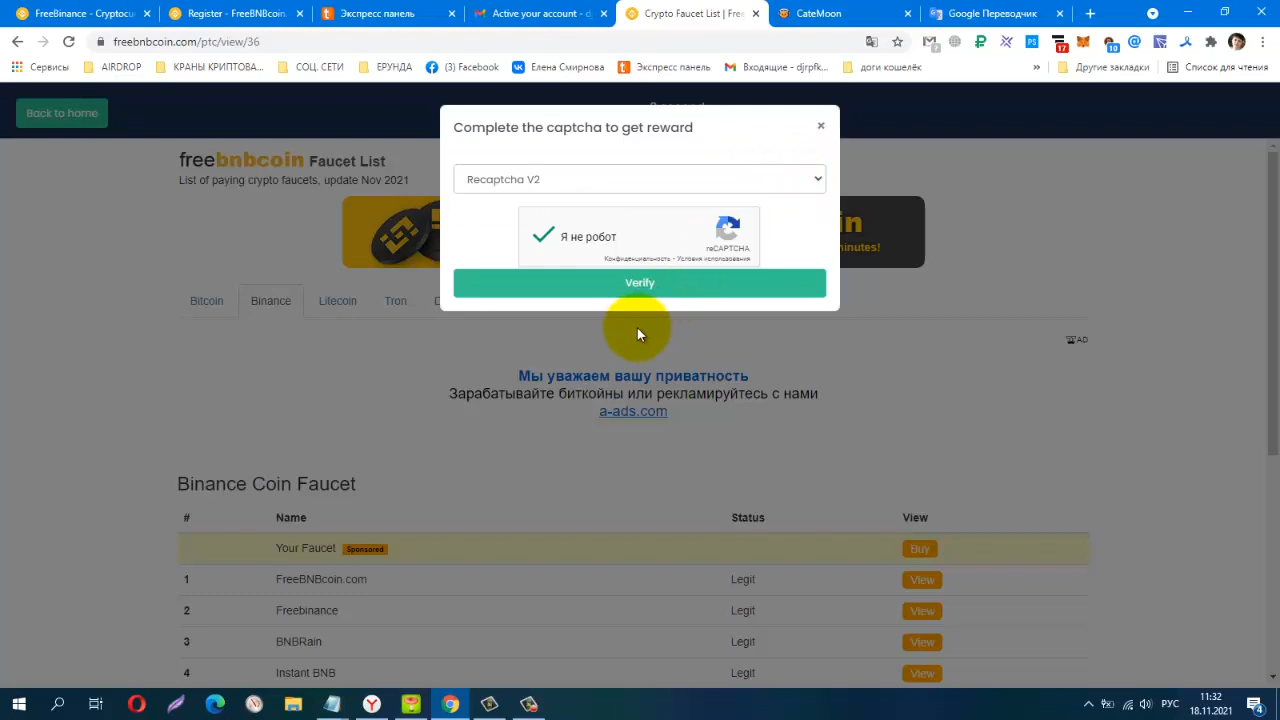 FreeBinance - Cryptocu
Register - FreeBNBcoin.
Экспресс панель
Active your account - dj
Crypto Faucet List | Free
CateMoon
Google Переводчик
freebnbcoin.com/ptc/view/36
Сервисы
AIRDROP
КРАНЫ КРИПТОВА...
СОЦ. СЕТИ
ЕРУНДА
(3) Facebook
Елена Смирнова
Экспресс панель
Входящие - djrpfk...
доги кошелёк
»
Другие закладки
Список для чтения
Back to home
Complete the captcha to get reward
×
Recaptcha V2
Я не робот
reCAPTCHA
Конфиденциальность - Условия использования
Verify
freebnbcoin Faucet List
List of paying crypto faucets, update Nov 2021
in
minutes!
Bitcoin
Binance
Litecoin
Tron
AD
Мы уважаем вашу приватность
Зарабатывайте биткойны или рекламируйтесь с нами
a-ads.com
Binance Coin Faucet
# Name Status View
Your Faucet Sponsored Buy
1 FreeBNBcoin.com Legit View
2 Freebinance Legit View
3 BNBRain Legit View
4 Instant BNB Legit View
РУС
11:32
18.11.2021
4